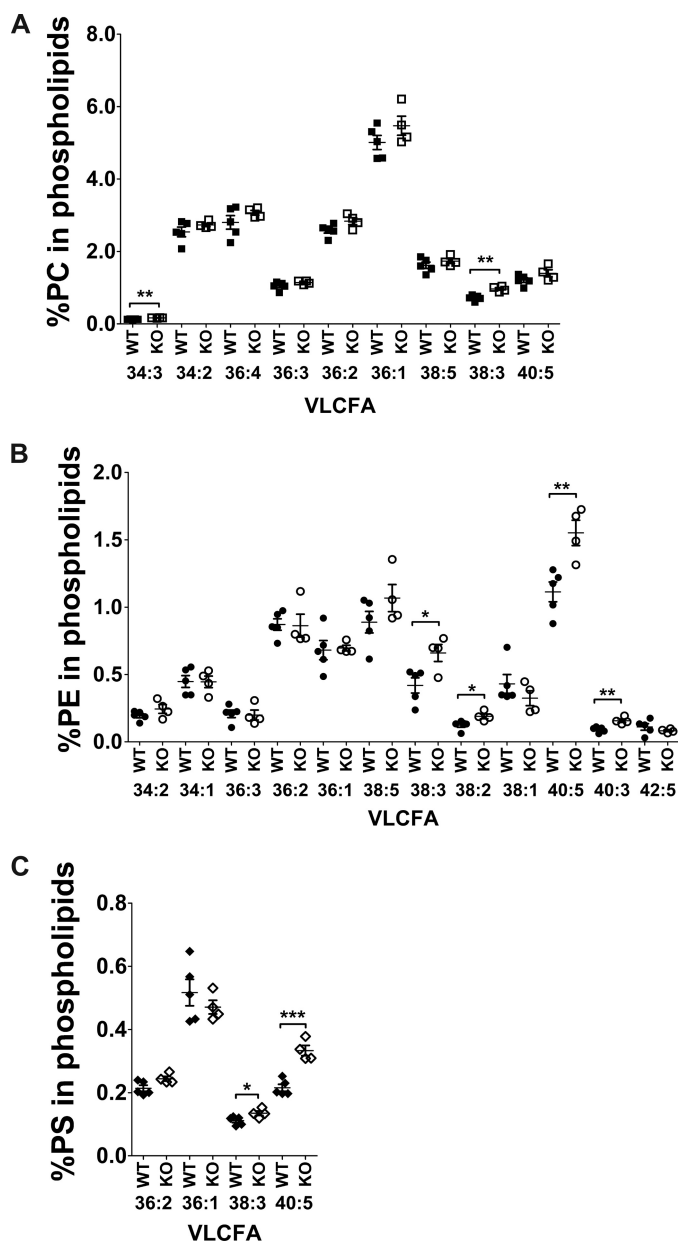 A
%PC in phospholipids
8.0
6.0
4.0
2.0
0.0
** **
WT KO WT KO WT KO WT KO WT KO WT KO WT KO WT KO WT KO
34:3 34:2 36:4 36:3 36:2 36:1 38:5 38:3 40:5
VLCFA
B
%PE in phospholipids
2.0
1.5
1.0
0.5
0.0
* * ** **
WT KO WT KO WT KO WT KO WT KO WT KO WT KO WT KO WT KO WT KO WT KO WT KO
34:2 34:1 36:3 36:2 36:1 38:5 38:3 38:2 38:1 40:5 40:3 42:5
VLCFA
C
%PS in phospholipids
0.8
0.6
0.4
0.2
0.0
* ***
WT KO WT KO WT KO WT KO
36:2 36:1 38:3 40:5
VLCFA